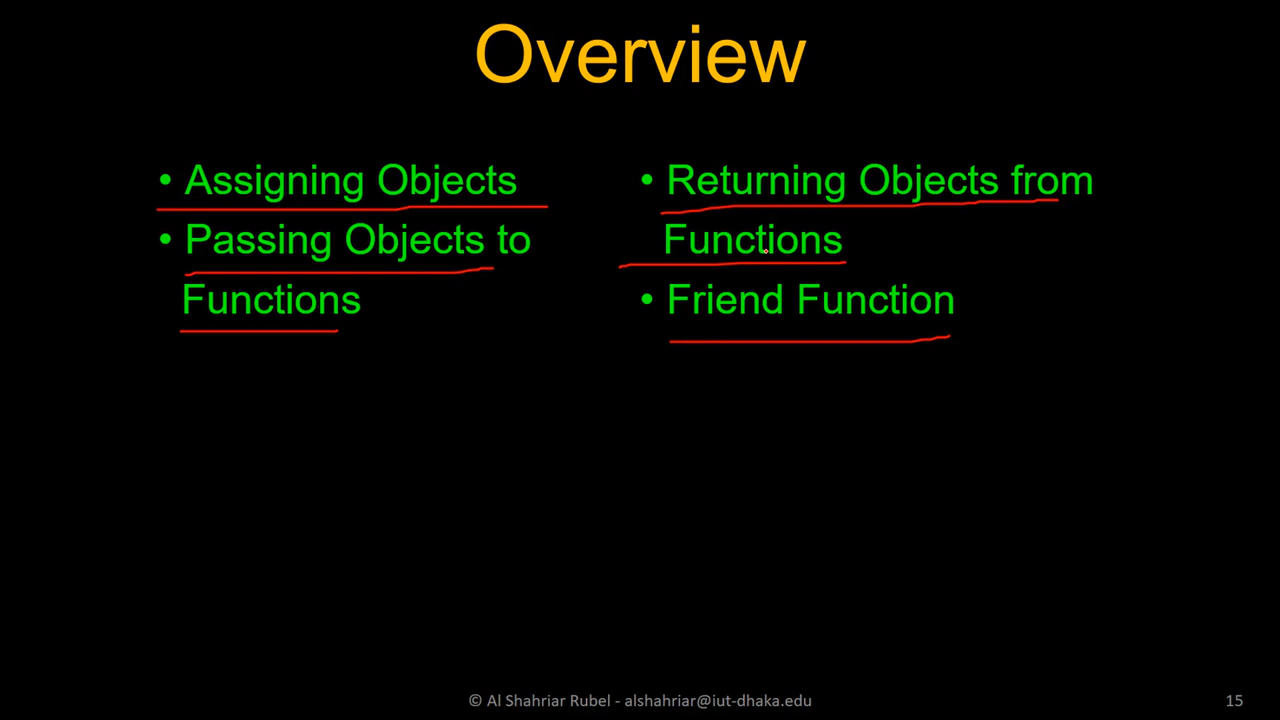 Overview
• Assigning Objects
• Passing Objects to
Functions
• Returning Objects from
Functions
• Friend Function
© Al Shahriar Rubel - alshahriar@iut-dhaka.edu
15